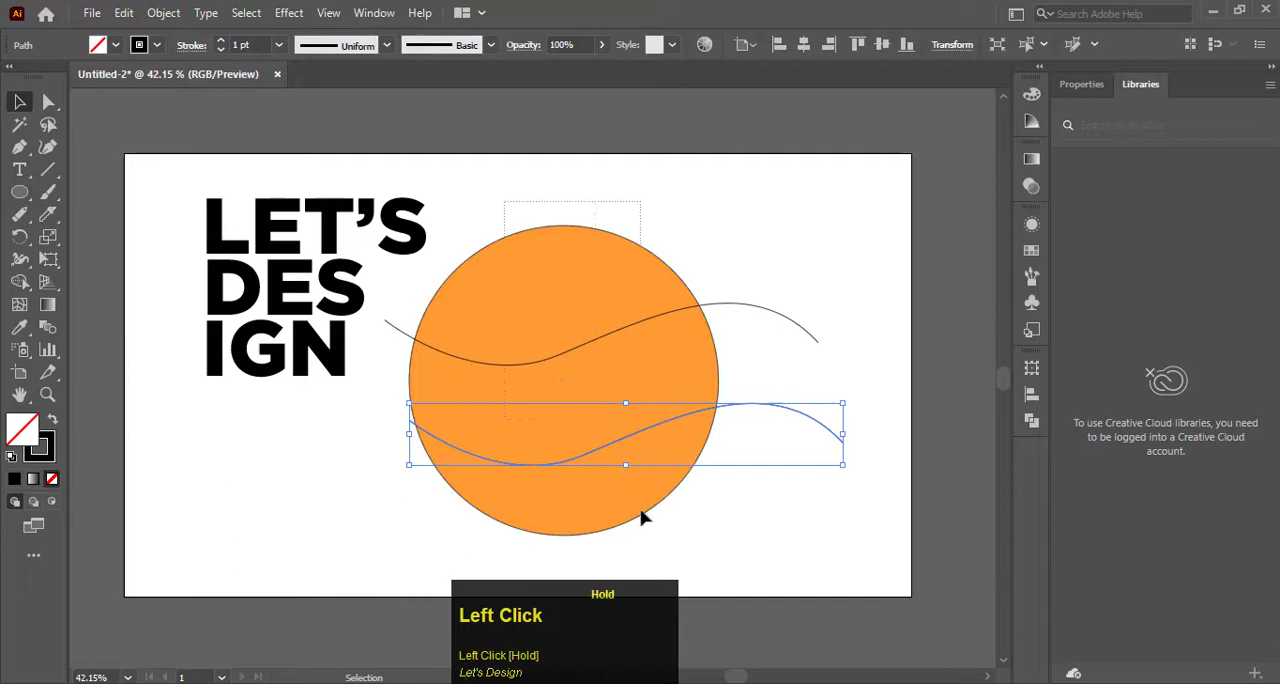 Ai File Edit Object Type Select Effect View Window Help Search Adobe Help
Path Stroke: 1 pt Uniform Basic Opacity: 100% Style: Transform
Untitled-2* @ 42.15 % (RGB/Preview) ×
Properties Libraries
LET'S
DES
IGN
To use Creative Cloud libraries, you need
to be logged into a Creative Cloud
account.
Hold
Left Click
Left Click [Hold]
Let's Design
42.15% 1 Selection